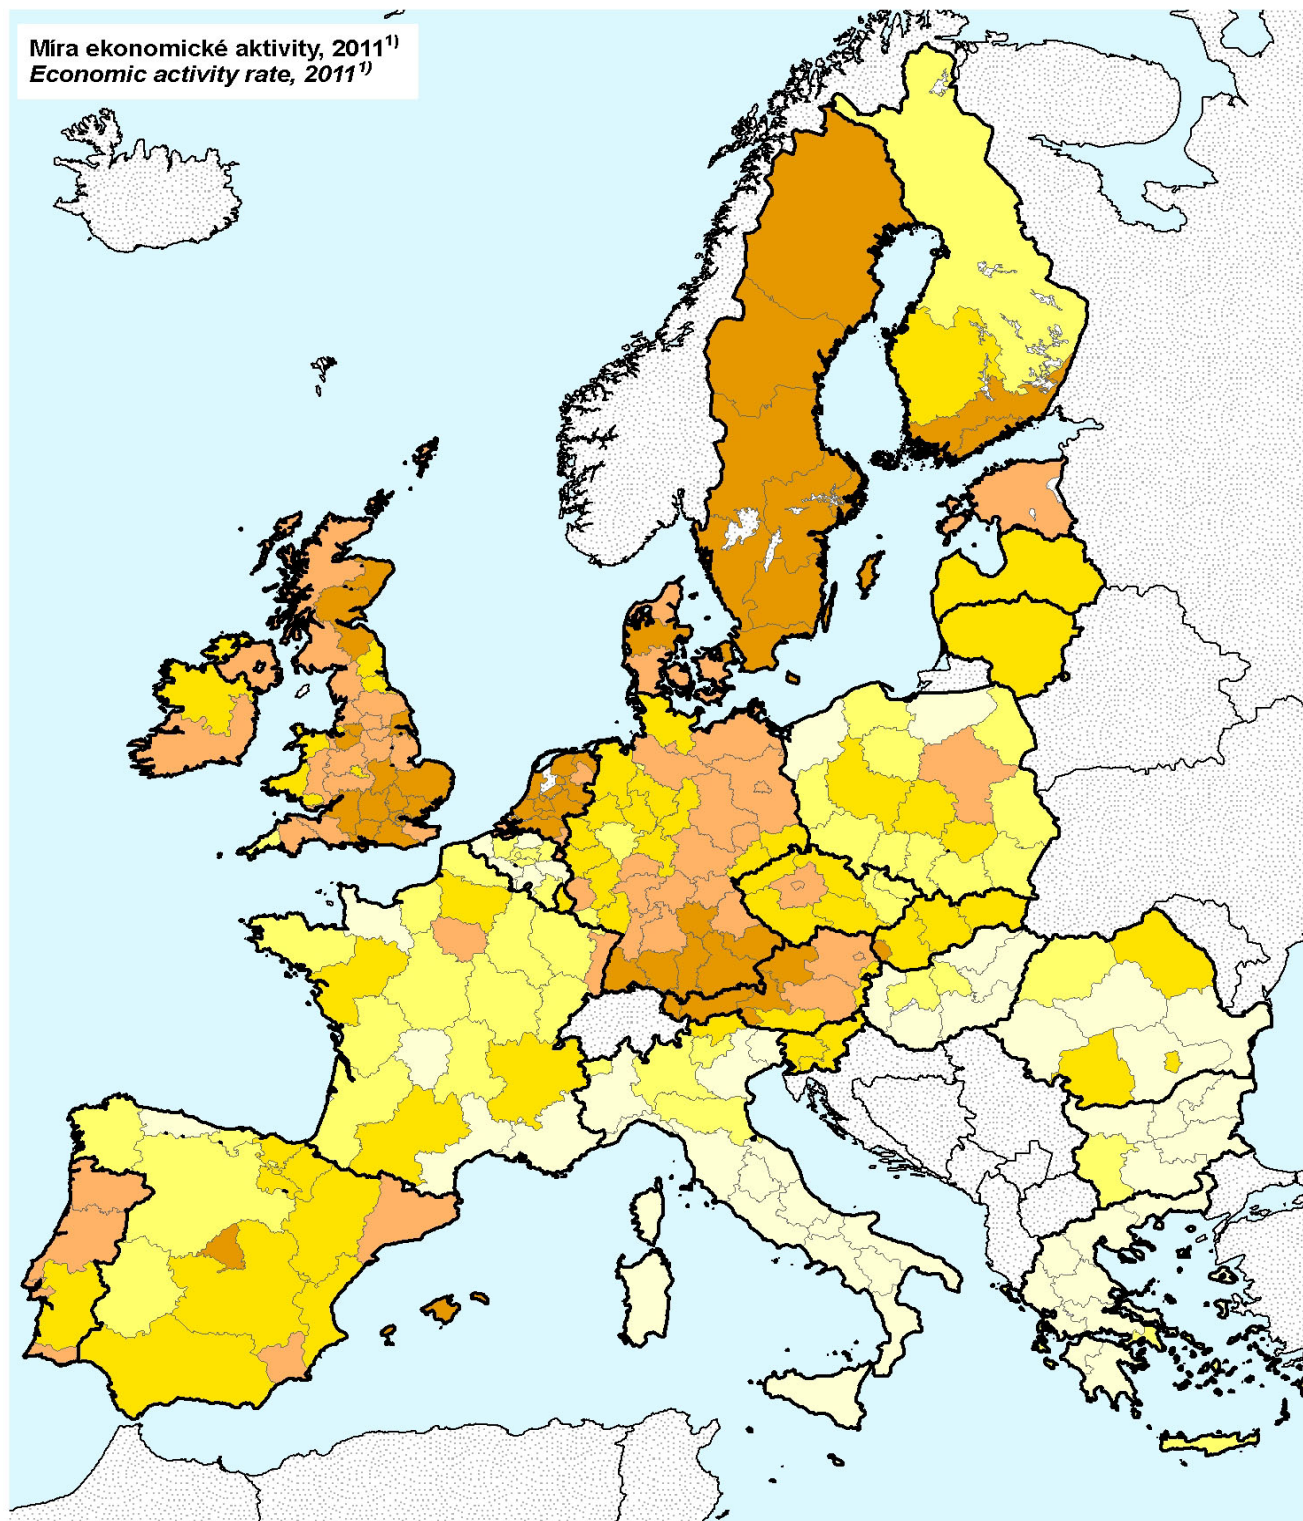 Míra ekonomické aktivity, 2011¹⁾
Economic activity rate, 2011¹⁾